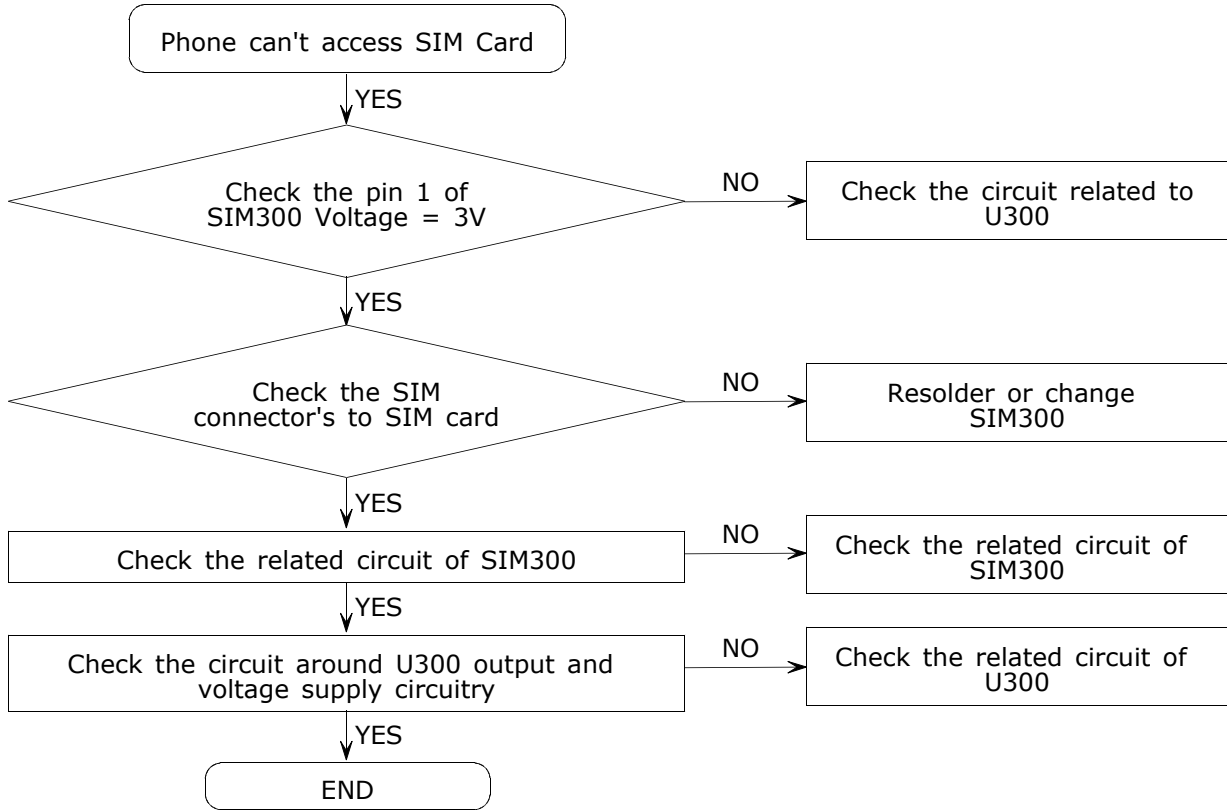 Phone can't access SIM Card
YES
Check the pin 1 of
SIM300 Voltage = 3V
NO
Check the circuit related to
U300
YES
Check the SIM
connector's to SIM card
NO
Resolder or change
SIM300
YES
Check the related circuit of SIM300
NO
Check the related circuit of
SIM300
YES
Check the circuit around U300 output and
voltage supply circuitry
NO
Check the related circuit of
U300
YES
END